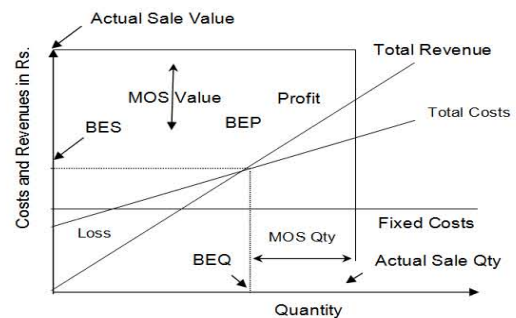 Actual Sale Value
Total Revenue
MOS Value
Profit
BEP
Total Costs
BES
Costs and Revenues in Rs.
Fixed Costs
Loss
MOS Qty
BEQ
Actual Sale Qty
Quantity